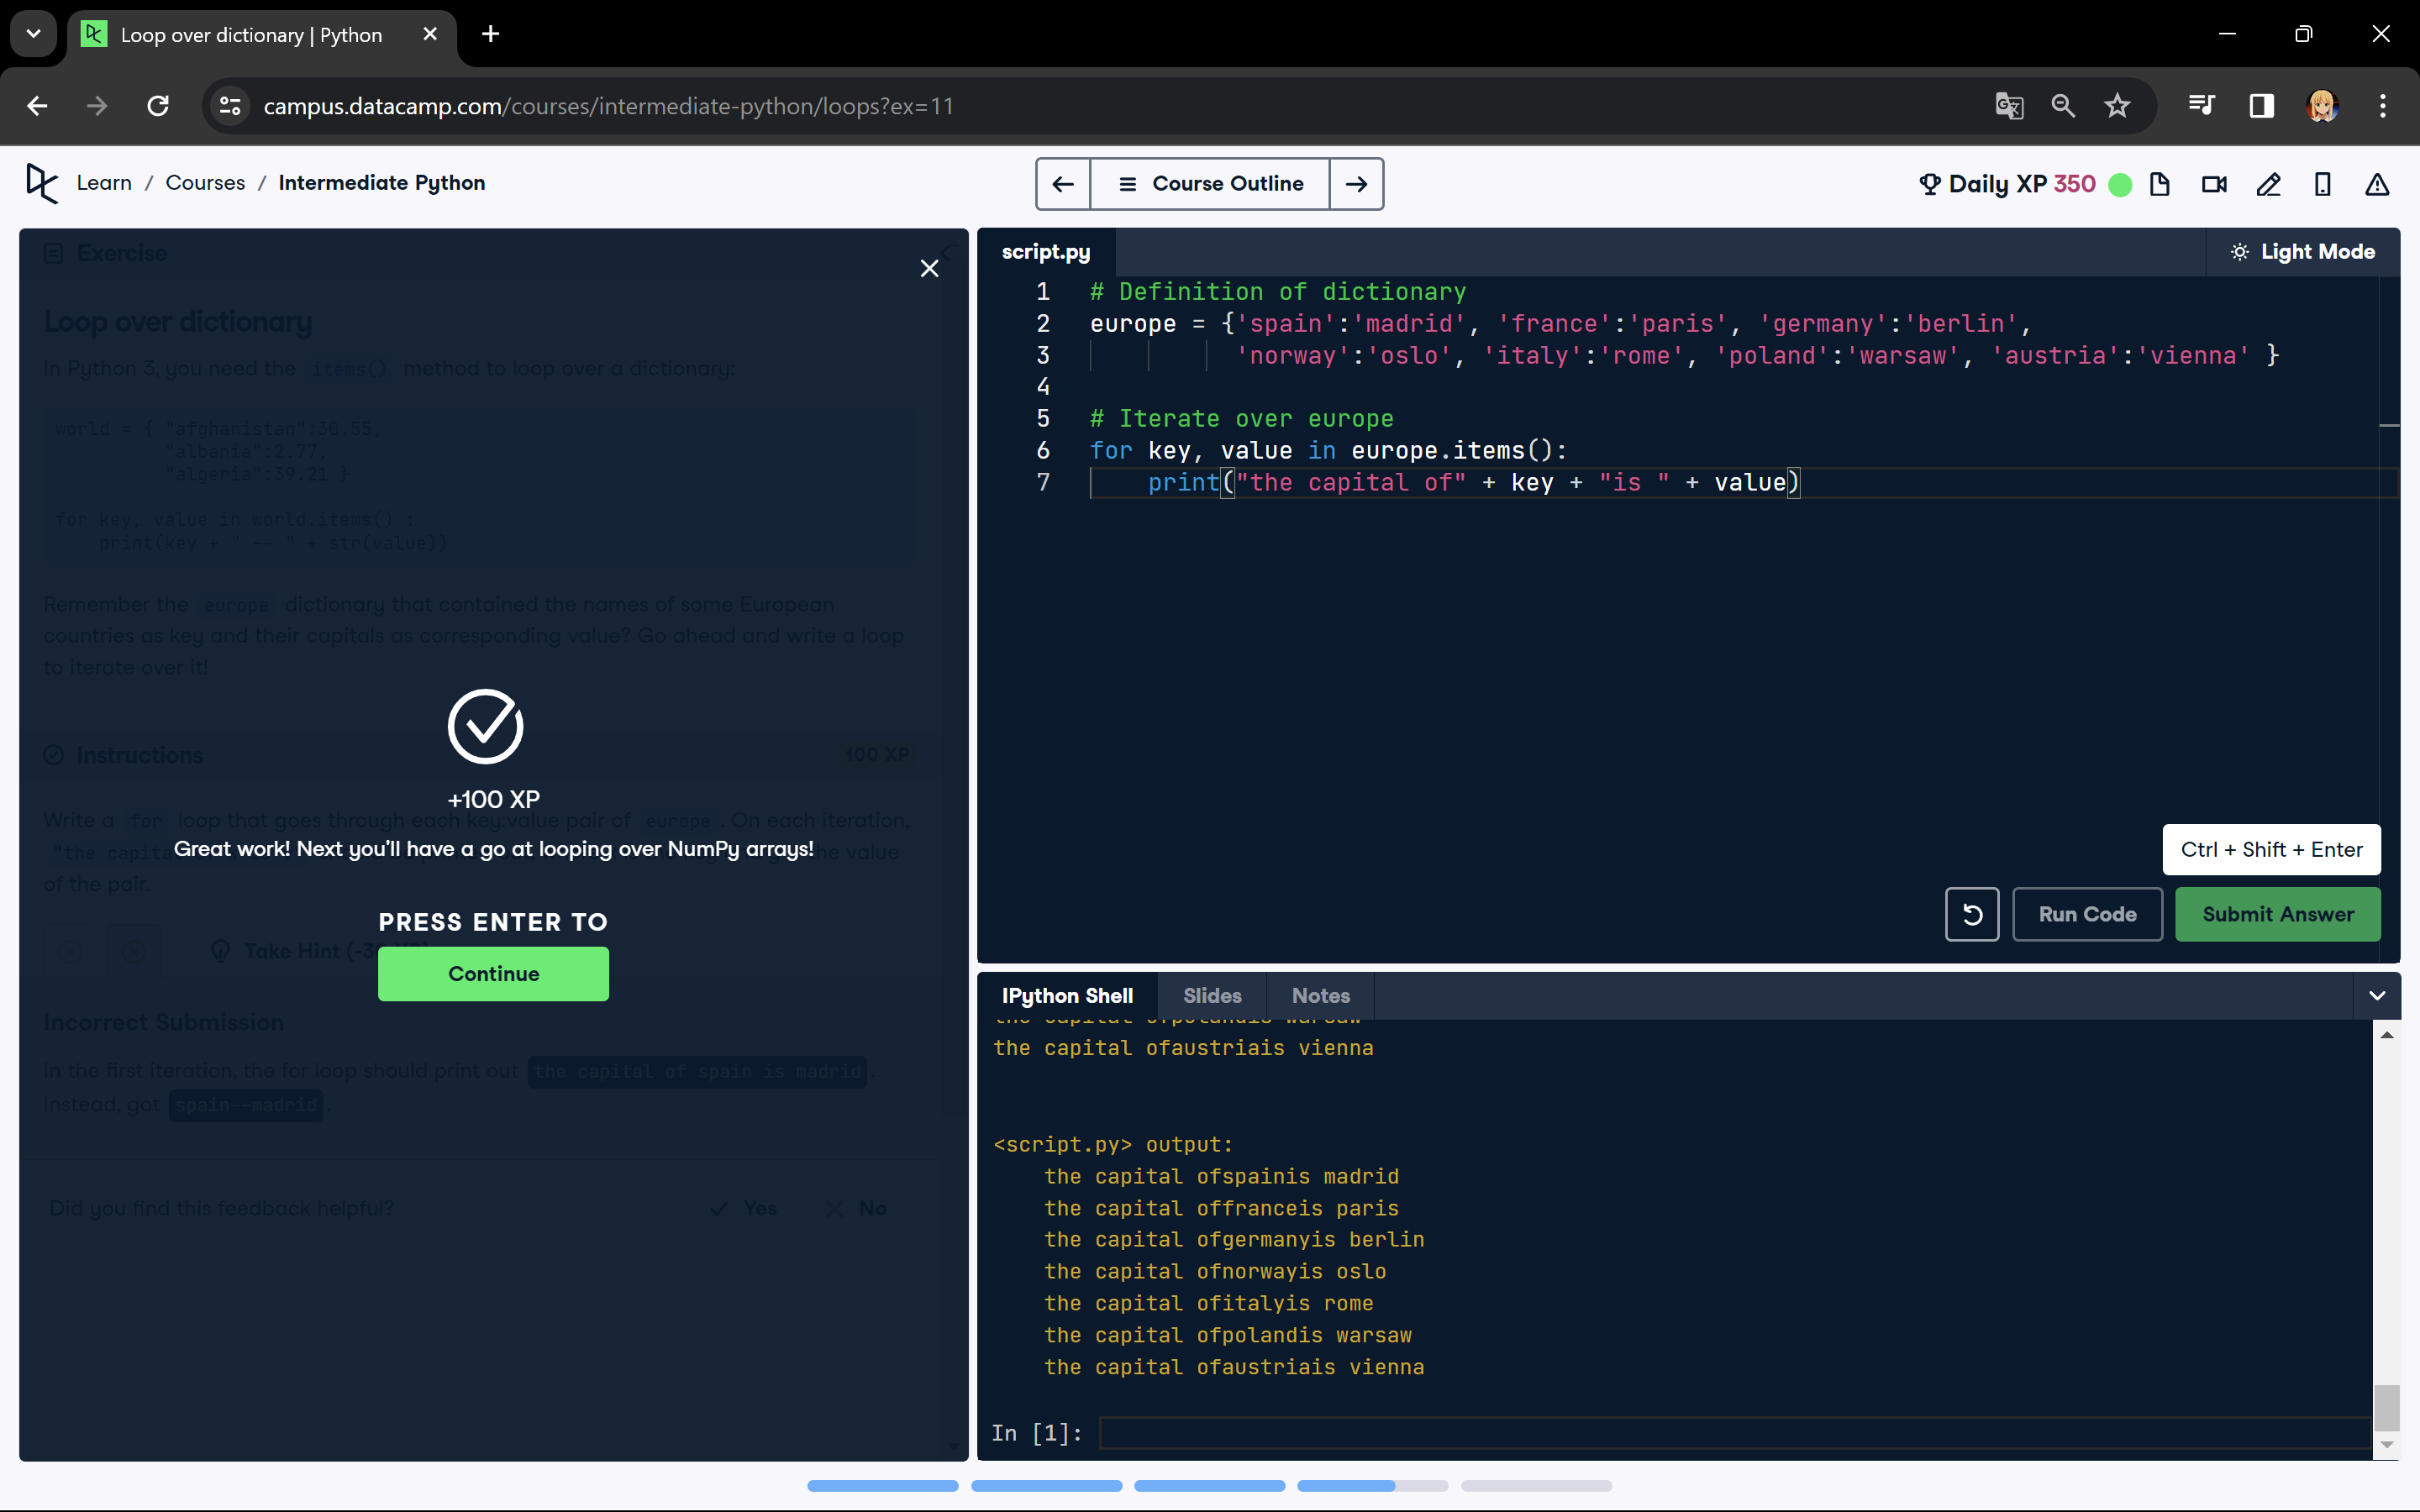 Loop over dictionary | Python
campus.datacamp.com/courses/intermediate-python/loops?ex=11
Learn / Courses / Intermediate Python
Course Outline
Daily XP 350
Exercise
Loop over dictionary
In Python 3, you need the items() method to loop over a dictionary:
world = { "afghanistan":30.55,
"albania":2.77,
"algeria":39.21 }
for key, value in world.items() :
print(key + " -- " + str(value))
Remember the europe dictionary that contained the names of some European
countries as key and their capitals as corresponding value? Go ahead and write a loop
to iterate over it!
Instructions
100 XP
+100 XP
Write a for loop that goes through each key:value pair of europe . On each iteration,
"the capita
Great work! Next you'll have a go at looping over NumPy arrays!
the value
of the pair.
PRESS ENTER TO
Take Hint (-3
Continue
Incorrect Submission
In the first iteration, the for loop should print out the capital of spain is madrid .
Instead, got spain--madrid .
Did you find this feedback helpful?
Yes
No
script.py
Light Mode
1 # Definition of dictionary
2 europe = {'spain':'madrid', 'france':'paris', 'germany':'berlin',
3 'norway':'oslo', 'italy':'rome', 'poland':'warsaw', 'austria':'vienna' }
4
5 # Iterate over europe
6 for key, value in europe.items():
7 print("the capital of" + key + "is " + value)
Ctrl + Shift + Enter
Run Code
Submit Answer
IPython Shell
Slides
Notes
the capital ofpolandis warsaw
the capital ofaustriais vienna
<script.py> output:
the capital ofspainis madrid
the capital offranceis paris
the capital ofgermanyis berlin
the capital ofnorwayis oslo
the capital ofitalyis rome
the capital ofpolandis warsaw
the capital ofaustriais vienna
In [1]: